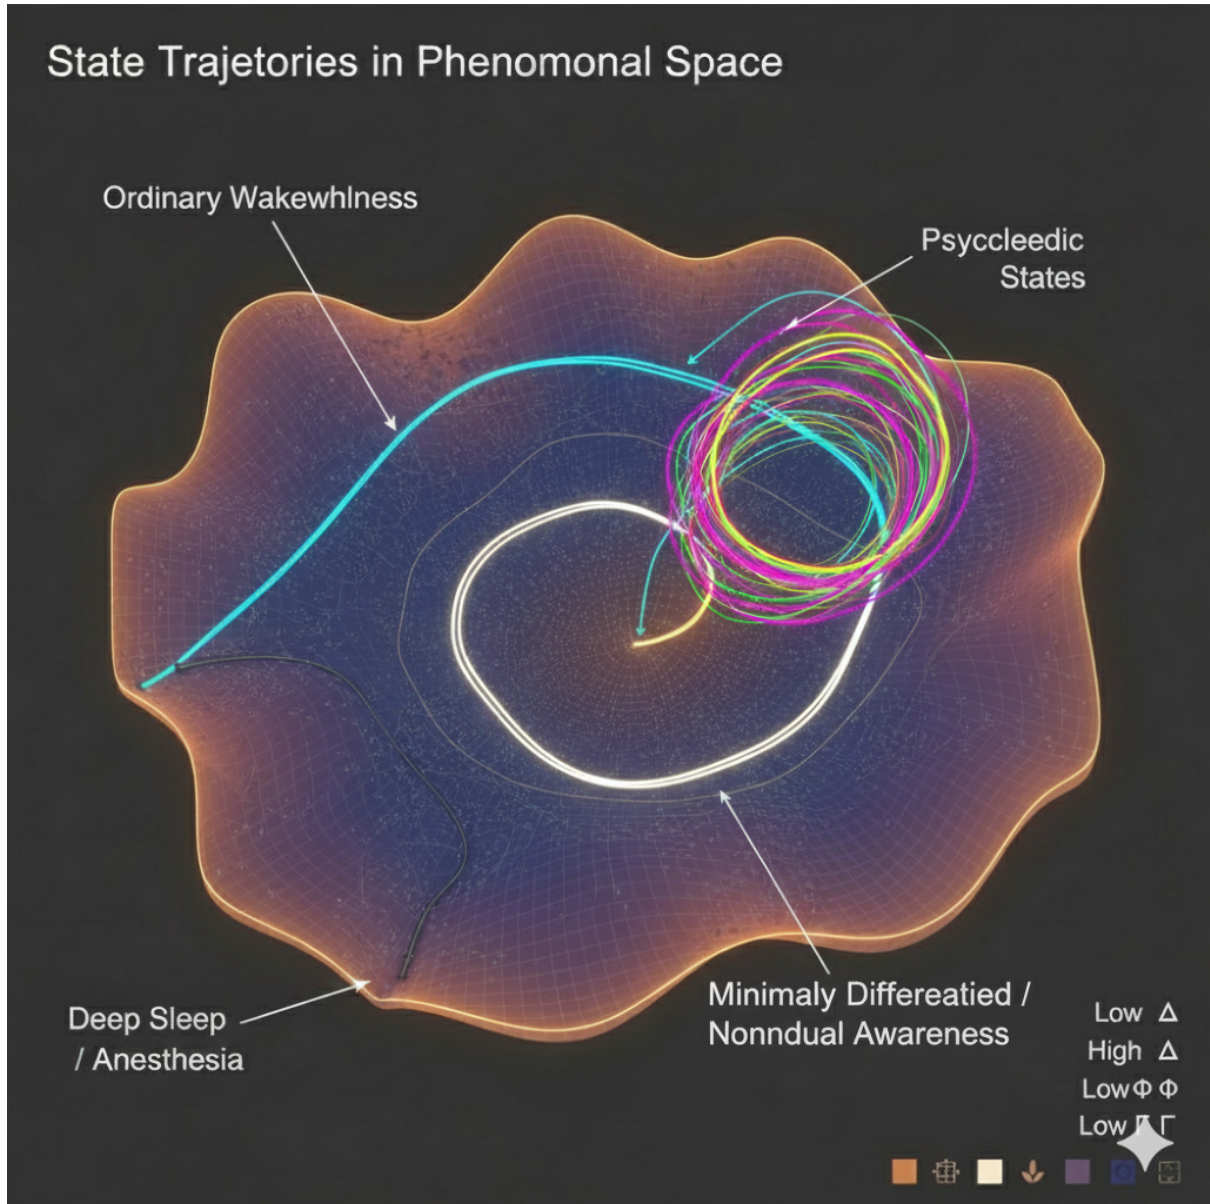 State Trajetories in Phenomonal Space
Ordinary Wakewhlness
Psyccleedic
States
Deep Sleep
/ Anesthesia
Minimaly Differeatied /
Nonndual Awareness
Low Δ
High Δ
Low Φ Φ
Low Γ